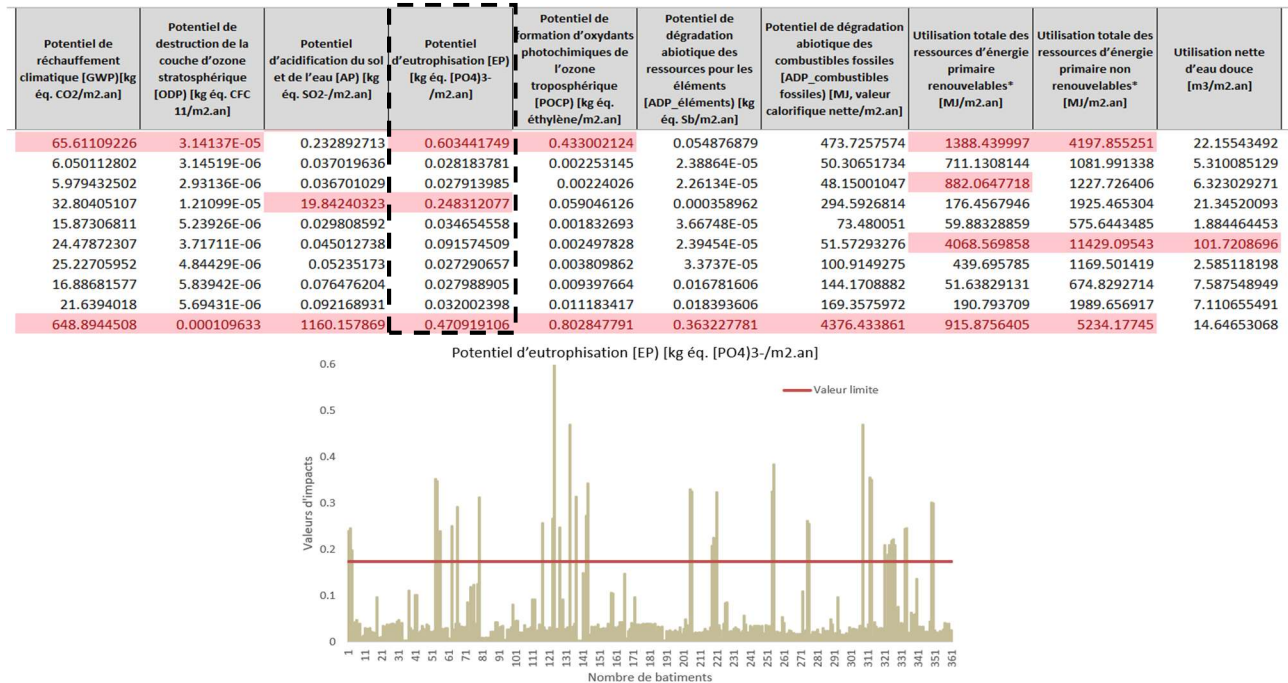 Potentiel de réchauffement climatique [GWP)[kg éq. CO2/m2.an]
Potentiel de destruction de la couche d’ozone stratosphérique [ODP) [kg éq. CFC 11/m2.an]
Potentiel d'acidification du sol et de l'eau [AP) [kg éq. SO2-/m2.an]
Potentiel d'eutrophisation [EP) [kg éq. [PO4)3-/m2.an]
Potentiel de formation d’oxydants photochimiques de l’ozone troposphérique [POCP) [kg éq. éthylène/m2.an]
Potentiel de dégradation abiotique des ressources pour les éléments [ADP_éléments) [kg éq. Sb/m2.an]
Potentiel de dégradation abiotique des combustibles fossiles [ADP_combustibles fossiles) [MJ, valeur calorifique nette/m2.an]
Utilisation totale des ressources d'énergie primaire renouvelables* [MJ/m2.an]
Utilisation totale des ressources d'énergie primaire non renouvelables* [MJ/m2.an]
Utilisation nette d'eau douce [m3/m2.an]
65.61109226 3.14137E-05 0.232892713 0.603441749 0.433002124 0.054876879 473.7257574 1388.439997 4197.855251 22.15543492
6.050112802 3.14519E-06 0.037019636 0.028183781 0.002253145 2.38864E-05 50.30651734 711.1308144 1081.991338 5.310085129
5.979432502 2.93136E-06 0.036701029 0.027913985 0.00224026 2.26134E-05 48.15001047 882.0647718 1227.726406 6.323029271
32.80405107 1.21099E-05 19.84240323 0.248312077 0.059046126 0.000358962 294.5926814 176.4567946 1925.465304 21.34520093
15.87306811 5.23926E-06 0.029808592 0.034654558 0.001832693 3.66748E-05 73.480051 59.88328859 575.6443485 1.884464453
24.47872307 3.71711E-06 0.045012738 0.091574509 0.002497828 2.39454E-05 51.57293276 4068.569858 11429.09543 101.7208696
25.22705952 4.84429E-06 0.05235173 0.027290657 0.003809862 3.3737E-05 100.9149275 439.695785 1169.501419 2.585118198
16.88681577 5.83942E-06 0.076476204 0.027988905 0.009397664 0.016781606 144.1708882 51.63829131 674.8292714 7.587548949
21.6394018 5.69431E-06 0.092168931 0.032002398 0.011183417 0.018393606 169.3575972 190.793709 1989.656917 7.110655491
648.8944508 0.000109633 1160.157869 0.470919106 0.802847791 0.363227781 4376.433861 915.8756405 5234.17745 14.64653068
Potentiel d’eutrophisation [EP) [kg éq. [PO4)3-/m2.an]
Valeur limite
Valeurs d'impacts
0.6
0.5
0.4
0.3
0.2
0.1
0
1 11 21 31 41 51 61 71 81 91 101 111 121 131 141 151 161 171 181 191 201 211 221 231 241 251 261 271 281 291 301 311 321 331 341 351 361
Nombre de batiments